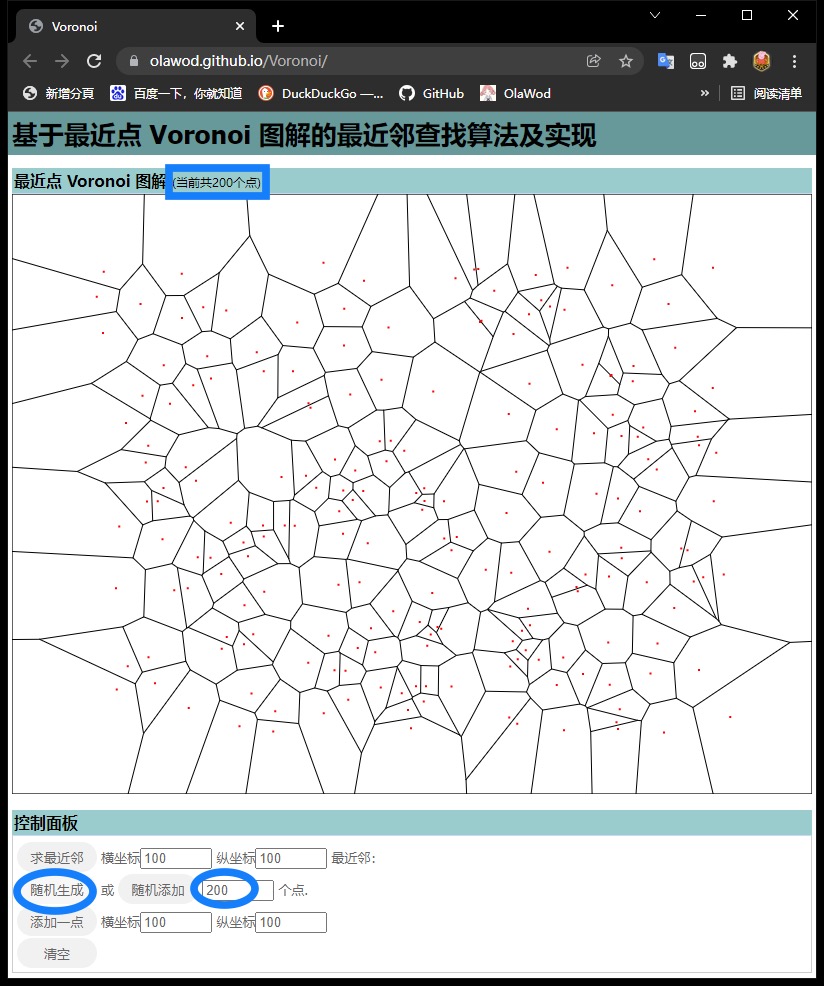 Voronoi
olawod.github.io/Voronoi/
新增分頁 百度一下，你就知道 DuckDuckGo —... GitHub OlaWod » 阅读清单
基于最近点 Voronoi 图解的最近邻查找算法及实现
最近点 Voronoi 图解 (当前共200个点)
控制面板
求最近邻 横坐标 100 纵坐标 100 最近邻:
随机生成 或 随机添加 200 个点.
添加一点 横坐标 100 纵坐标 100
清空